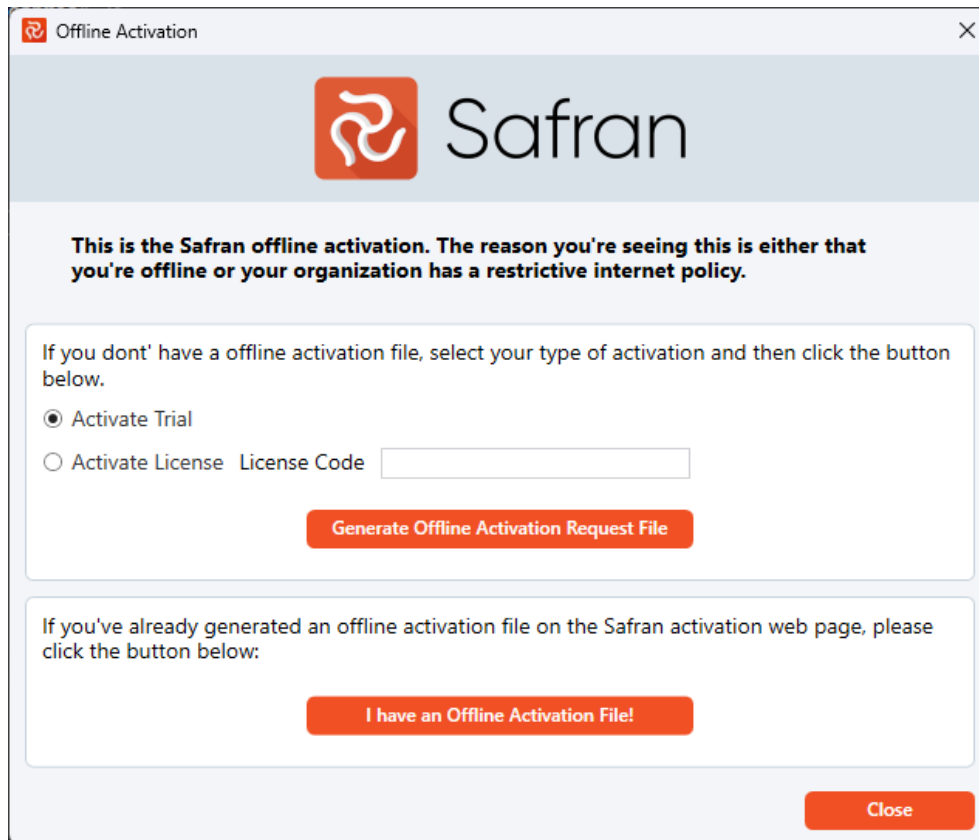 Offline Activation
Safran
This is the Safran offline activation. The reason you're seeing this is either that
you're offline or your organization has a restrictive internet policy.
If you dont' have a offline activation file, select your type of activation and then click the button
below.
Activate Trial
Activate License License Code
Generate Offline Activation Request File
If you've already generated an offline activation file on the Safran activation web page, please
click the button below:
I have an Offline Activation File!
Close